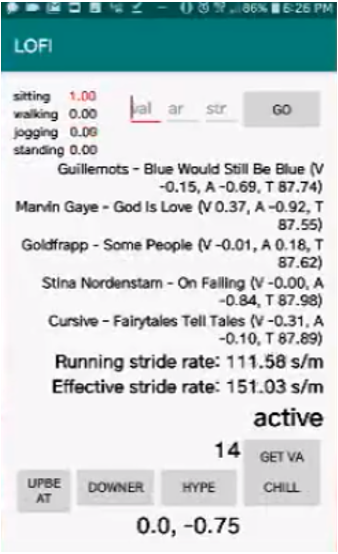 86% 6:26 PM
LOFI
sitting 1.00
walking 0.00
jogging 0.00
standing 0.00
val ar str GO
Guillemots - Blue Would Still Be Blue (V
-0.15, A -0.69, T 87.74)
Marvin Gaye - God Is Love (V 0.37, A -0.92, T
87.55)
Goldfrapp - Some People (V -0.01, A 0.18, T
87.62)
Stina Nordenstam - On Falling (V -0.00, A
-0.84, T 87.98)
Cursive - Fairytales Tell Tales (V -0.31, A
-0.10, T 87.89)
Running stride rate: 111.58 s/m
Effective stride rate: 151.03 s/m
active
14 GET VA
UPBE
AT
DOWNER HYPE CHILL
0.0, -0.75